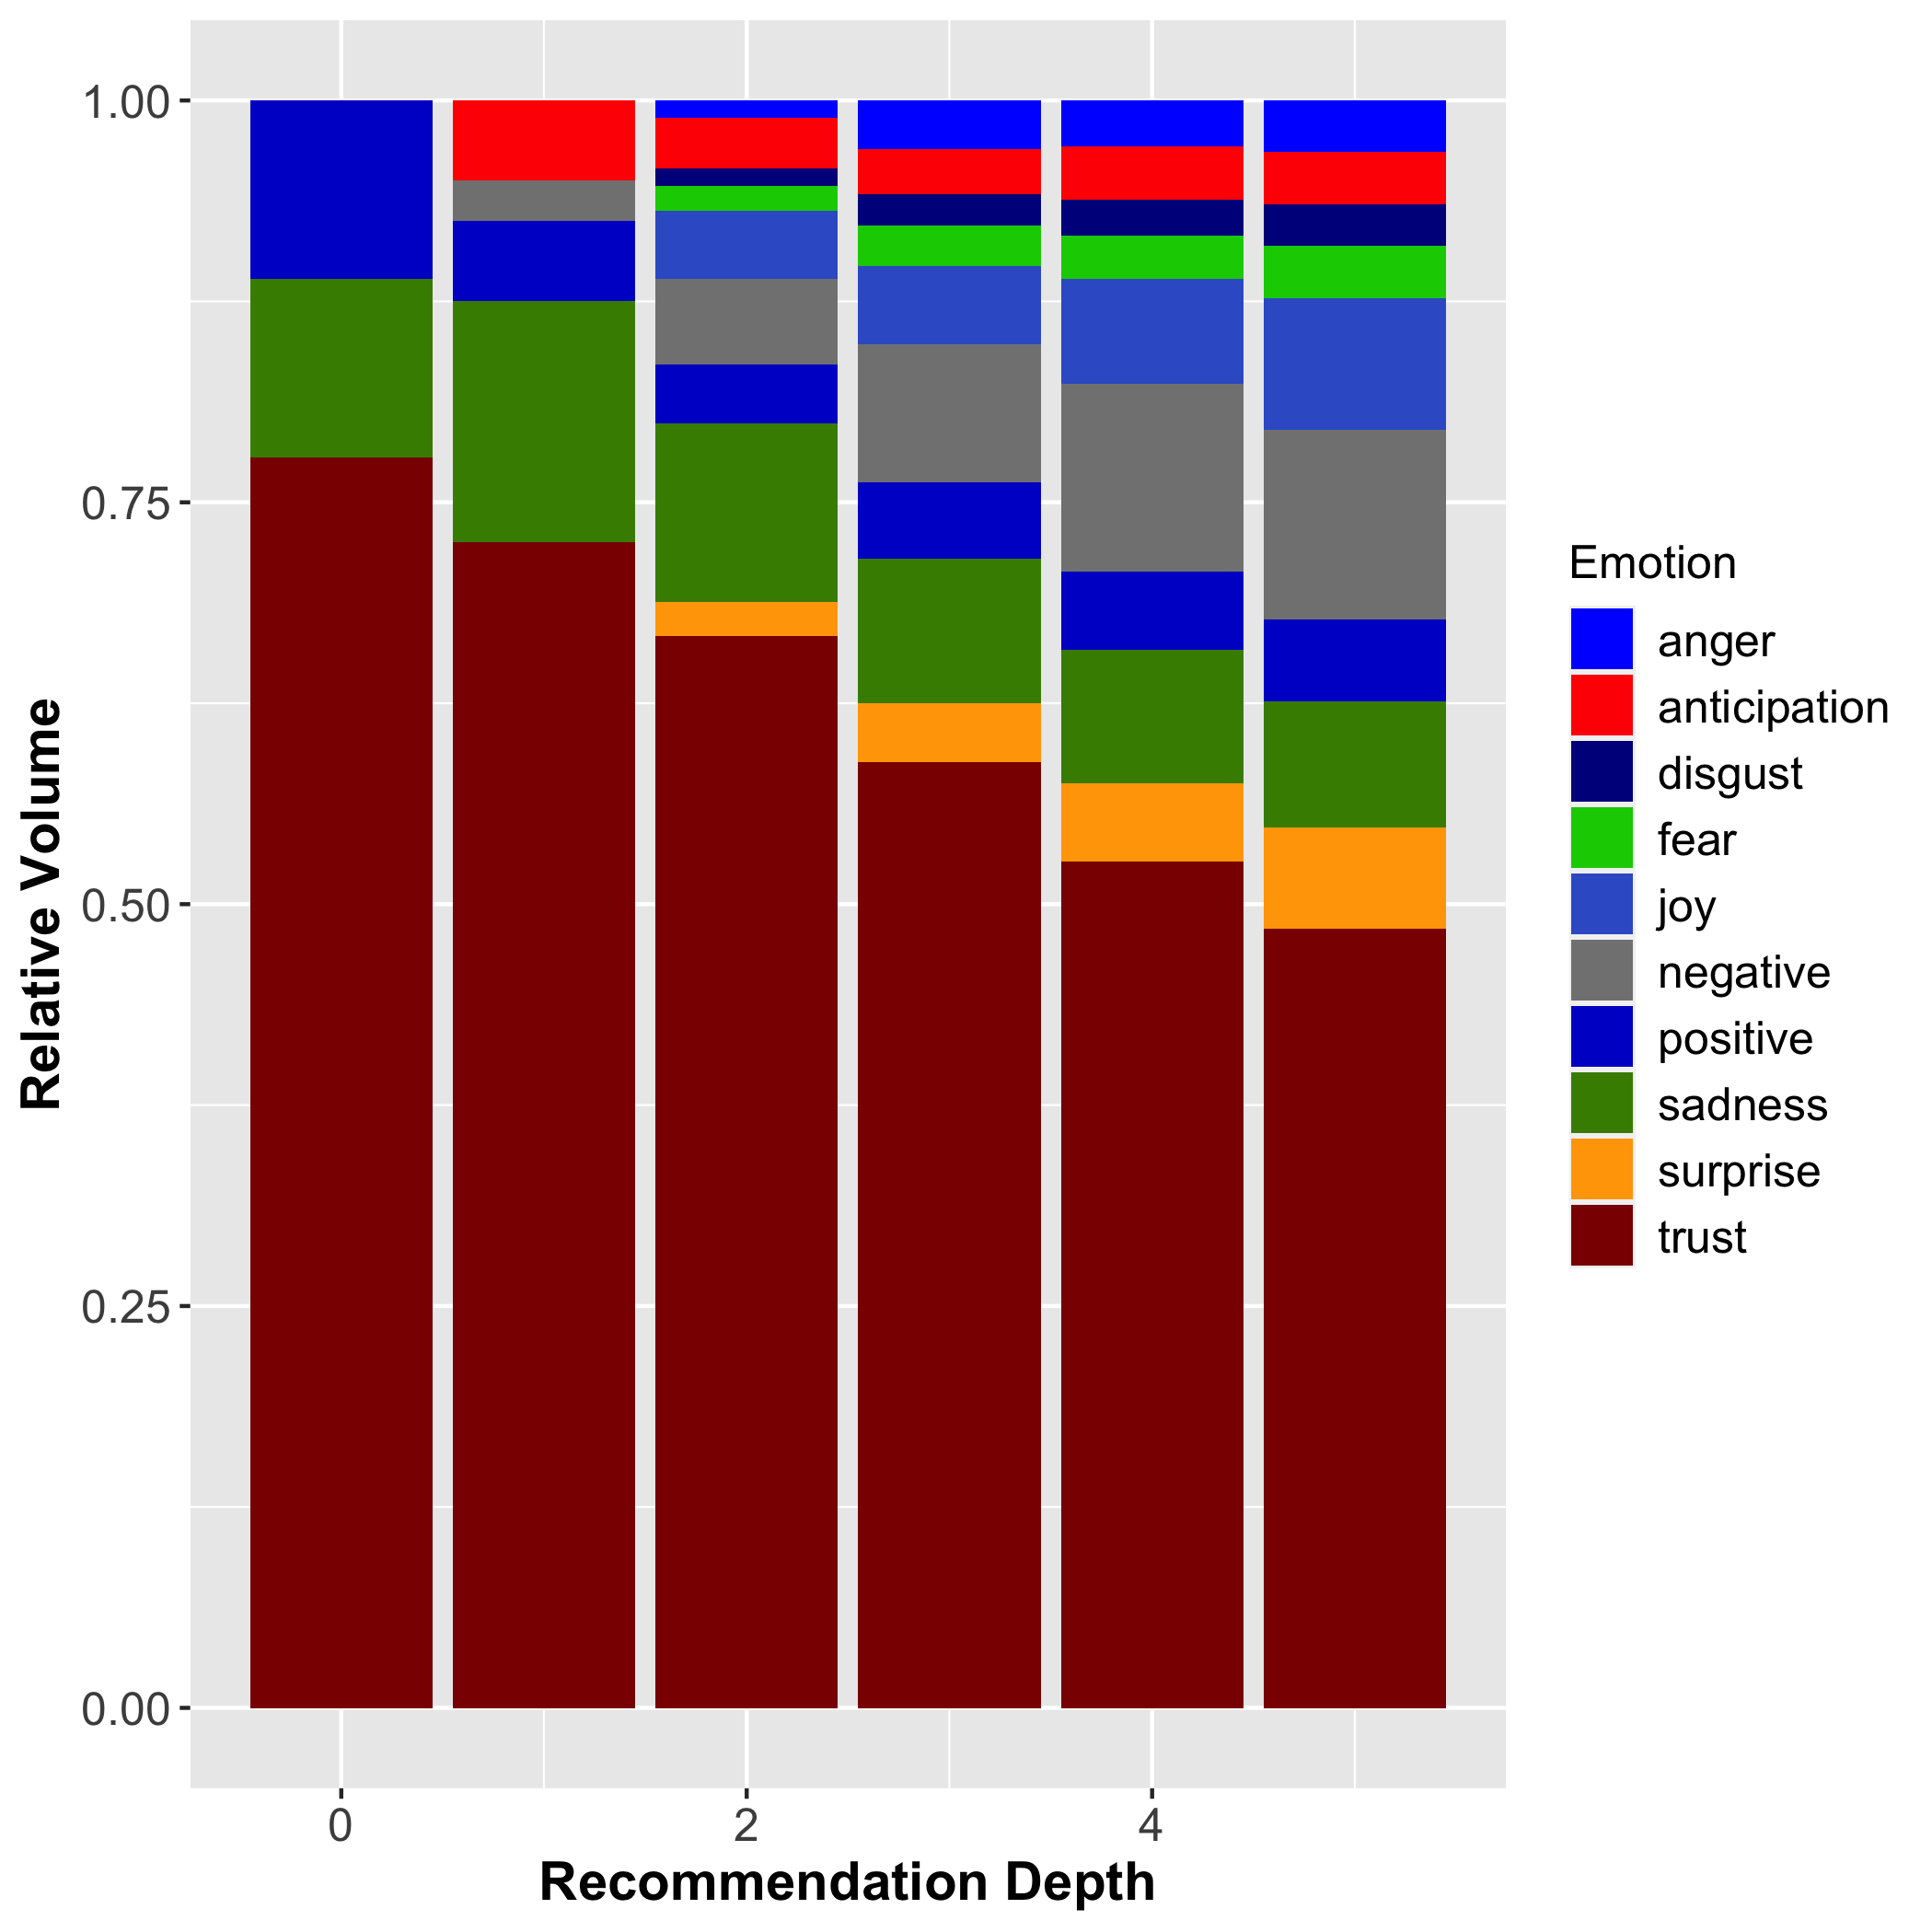 1.00
0.75
0.50
0.25
0.00
Relative Volume
0
2
4
Recommendation Depth
Emotion
anger
anticipation
disgust
fear
joy
negative
positive
sadness
surprise
trust